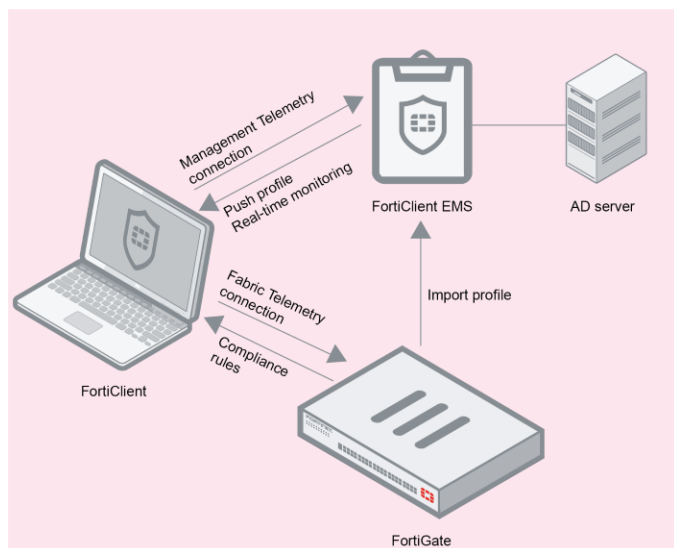 Management Telemetry
connection
Push profile
Real-time monitoring
FortiClient EMS
AD server
Fabric Telemetry
connection
Import profile
Compliance
rules
FortiClient
FortiGate